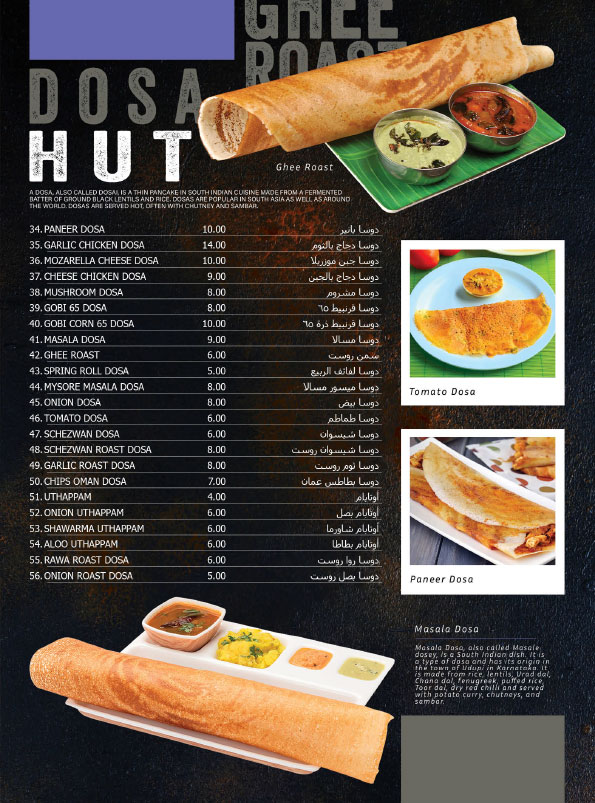 GHEE
ROAST
DOSA
HUT
Ghee Roast
A DOSA, ALSO CALLED DOSAI, IS A THIN PANCAKE IN SOUTH INDIAN CUISINE MADE FROM A FERMENTED
BATTER OF GROUND BLACK LENTILS AND RICE. DOSAS ARE POPULAR IN SOUTH ASIA AS WELL AS AROUND
THE WORLD. DOSAS ARE SERVED HOT, OFTEN WITH CHUTNEY AND SAMBAR.
34. PANEER DOSA 10.00 دوسا بانير
35. GARLIC CHICKEN DOSA 14.00 دوسا دجاج بالثوم
36. MOZARELLA CHEESE DOSA 10.00 دوسا جبن موزريلا
37. CHEESE CHICKEN DOSA 9.00 دوسا دجاج بالجبن
38. MUSHROOM DOSA 8.00 دوسا مشروم
39. GOBI 65 DOSA 8.00 دوسا قرنبيط ٦٥
40. GOBI CORN 65 DOSA 10.00 دوسا قرنبيط ذرة ٦٥
41. MASALA DOSA 9.00 دوسا مسالا
42. GHEE ROAST 6.00 سمن روست
43. SPRING ROLL DOSA 5.00 دوسا لفائف الربيع
44. MYSORE MASALA DOSA 8.00 دوسا ميسور مسالا
45. ONION DOSA 8.00 دوسا بيض
46. TOMATO DOSA 6.00 دوسا طماطم
47. SCHEZWAN DOSA 6.00 دوسا شيسوان
48. SCHEZWAN ROAST DOSA 8.00 دوسا شيسوان روست
49. GARLIC ROAST DOSA 8.00 دوسا ثوم روست
50. CHIPS OMAN DOSA 7.00 دوسا بطاطس عمان
51. UTHAPPAM 4.00 أوتابام
52. ONION UTHAPPAM 6.00 أوتابام بصل
53. SHAWARMA UTHAPPAM 6.00 أوتابام شاورما
54. ALOO UTHAPPAM 6.00 أوتابام بطاطا
55. RAWA ROAST DOSA 6.00 دوسا روا روست
56. ONION ROAST DOSA 5.00 دوسا بصل روست
Tomato Dosa
Paneer Dosa
Masala Dosa
Masala Dosa, also called Masale
dosey, is a South Indian dish. It is
a type of dosa and has its origin in
the town of Udupi in Karnataka. It
is made from rice, lentils, Urad dal,
Chana dal, fenugreek, puffed rice,
Toor dal, dry red chilli and served
with potato curry, chutneys, and
sambar.